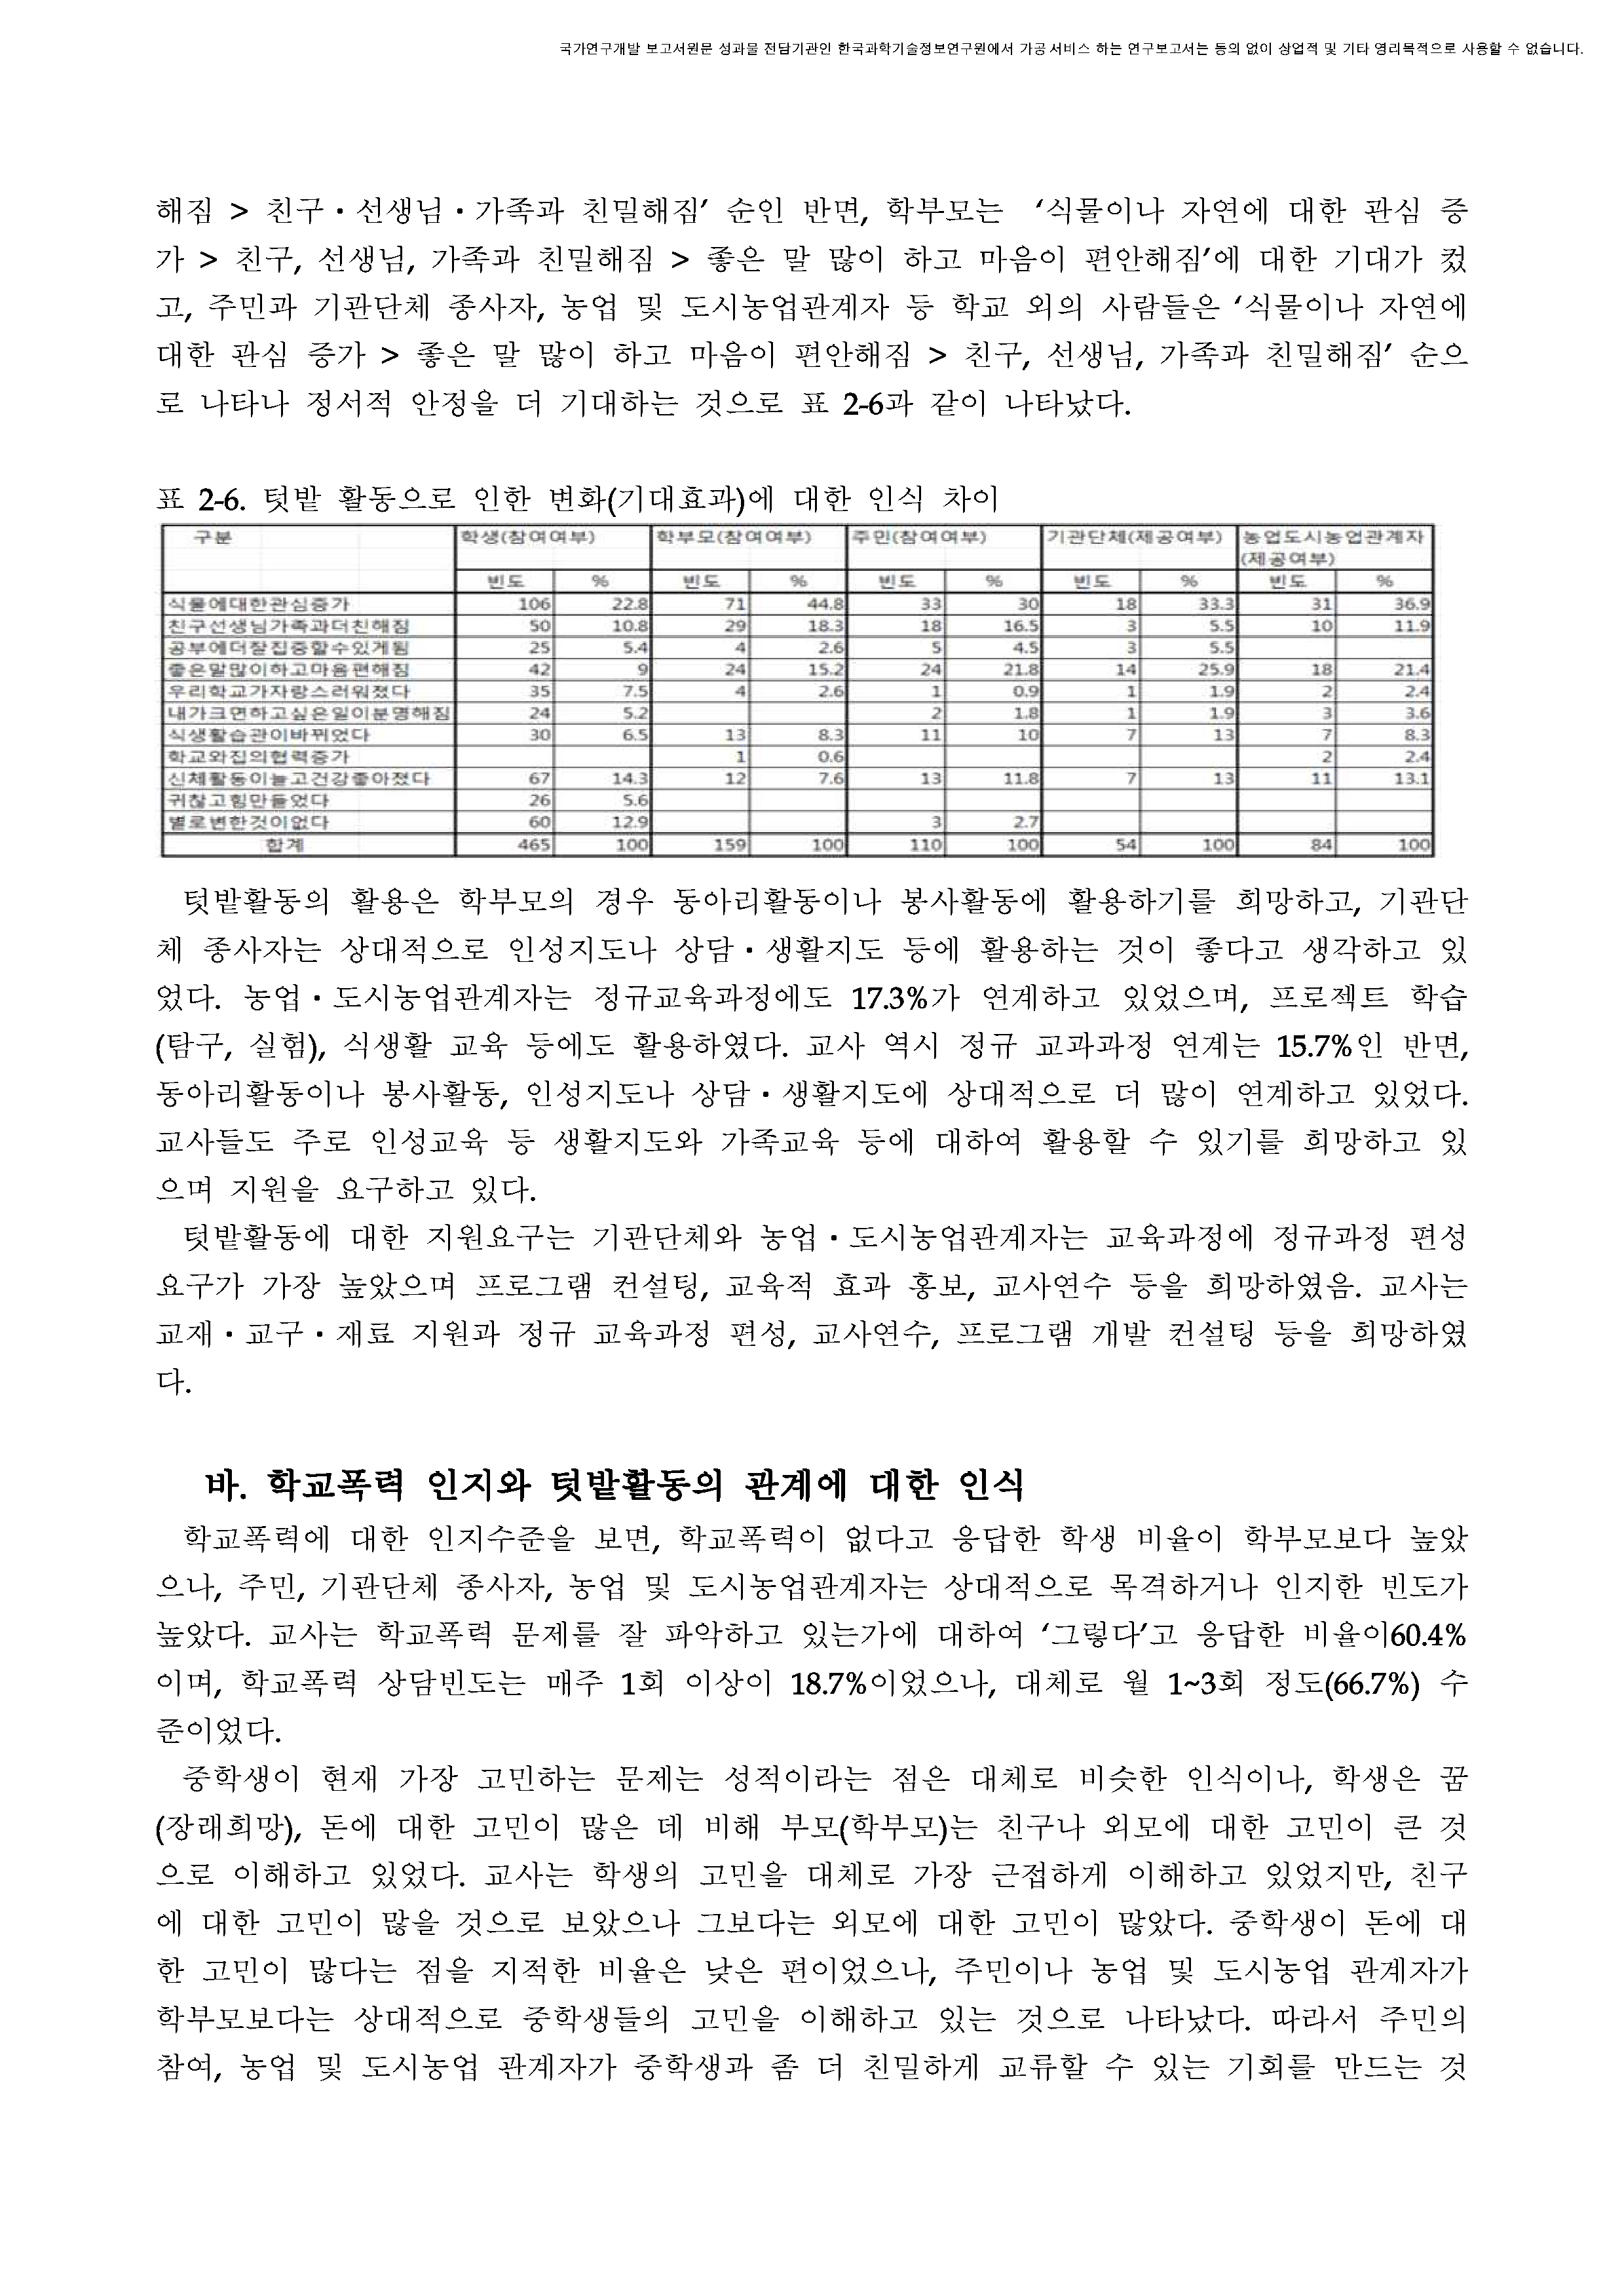 국가연구개발 보고서원문 성과물 전담기관인 한국과학기술정보연구원에서 가공·서비스 하는 연구보고서는 동의 없이 상업적 및 기타 영리목적으로 사용할 수 없습니다.
해짐 > 친구·선생님·가족과 친밀해짐’ 순인 반면, 학부모는 ‘식물이나 자연에 대한 관심 증
가 > 친구, 선생님, 가족과 친밀해짐 > 좋은 말 많이 하고 마음이 편안해짐’에 대한 기대가 컸
고, 주민과 기관단체 종사자, 농업 및 도시농업관계자 등 학교 외의 사람들은 ‘식물이나 자연에
대한 관심 증가 > 좋은 말 많이 하고 마음이 편안해짐 > 친구, 선생님, 가족과 친밀해짐’ 순으
로 나타나 정서적 안정을 더 기대하는 것으로 표 2-6과 같이 나타났다.
표 2-6. 텃밭 활동으로 인한 변화(기대효과)에 대한 인식 차이
구분 학생(참여여부) 학부모(참여여부) 주민(참여여부) 기관단체(제공여부) 농업도시농업관계자
(제공여부)
빈도 % 빈도 % 빈도 % 빈도 % 빈도 %
식물에대한관심증가 106 22.8 71 44.8 33 30 18 33.3 31 36.9
친구선생님가족과더친해짐 50 10.8 29 18.3 18 16.5 3 5.5 10 11.9
공부에더잘집중할수있게됨 25 5.4 4 2.6 5 4.5 3 5.5
좋은말많이하고마음편해짐 42 9 24 15.2 24 21.8 14 25.9 18 21.4
우리학교가자랑스러워졌다 35 7.5 4 2.6 1 0.9 1 1.9 2 2.4
내가크면하고싶은일이분명해짐 24 5.2 2 1.8 1 1.9 3 3.6
식생활습관이바뀌었다 30 6.5 13 8.3 11 10 7 13 7 8.3
학교와집의협력증가 1 0.6 2 2.4
신체활동이늘고건강좋아졌다 67 14.3 12 7.6 13 11.8 7 13 11 13.1
귀찮고힘만들었다 26 5.6
별로변한것이없다 60 12.9 3 2.7
합계 465 100 159 100 110 100 54 100 84 100
텃밭활동의 활용은 학부모의 경우 동아리활동이나 봉사활동에 활용하기를 희망하고, 기관단
체 종사자는 상대적으로 인성지도나 상담·생활지도 등에 활용하는 것이 좋다고 생각하고 있
었다. 농업·도시농업관계자는 정규교육과정에도 17.3%가 연계하고 있었으며, 프로젝트 학습
(탐구, 실험), 식생활 교육 등에도 활용하였다. 교사 역시 정규 교과과정 연계는 15.7%인 반면,
동아리활동이나 봉사활동, 인성지도나 상담·생활지도에 상대적으로 더 많이 연계하고 있었다.
교사들도 주로 인성교육 등 생활지도와 가족교육 등에 대하여 활용할 수 있기를 희망하고 있
으며 지원을 요구하고 있다.
텃밭활동에 대한 지원요구는 기관단체와 농업·도시농업관계자는 교육과정에 정규과정 편성
요구가 가장 높았으며 프로그램 컨설팅, 교육적 효과 홍보, 교사연수 등을 희망하였음. 교사는
교재·교구·재료 지원과 정규 교육과정 편성, 교사연수, 프로그램 개발 컨설팅 등을 희망하였
다.
바. 학교폭력 인지와 텃밭활동의 관계에 대한 인식
학교폭력에 대한 인지수준을 보면, 학교폭력이 없다고 응답한 학생 비율이 학부모보다 높았
으나, 주민, 기관단체 종사자, 농업 및 도시농업관계자는 상대적으로 목격하거나 인지한 빈도가
높았다. 교사는 학교폭력 문제를 잘 파악하고 있는가에 대하여 ‘그렇다’고 응답한 비율이60.4%
이며, 학교폭력 상담빈도는 매주 1회 이상이 18.7%이었으나, 대체로 월 1~3회 정도(66.7%) 수
준이었다.
중학생이 현재 가장 고민하는 문제는 성적이라는 점은 대체로 비슷한 인식이나, 학생은 꿈
(장래희망), 돈에 대한 고민이 많은 데 비해 부모(학부모)는 친구나 외모에 대한 고민이 큰 것
으로 이해하고 있었다. 교사는 학생의 고민을 대체로 가장 근접하게 이해하고 있었지만, 친구
에 대한 고민이 많을 것으로 보았으나 그보다는 외모에 대한 고민이 많았다. 중학생이 돈에 대
한 고민이 많다는 점을 지적한 비율은 낮은 편이었으나, 주민이나 농업 및 도시농업 관계자가
학부모보다는 상대적으로 중학생들의 고민을 이해하고 있는 것으로 나타났다. 따라서 주민의
참여, 농업 및 도시농업 관계자가 중학생과 좀 더 친밀하게 교류할 수 있는 기회를 만드는 것